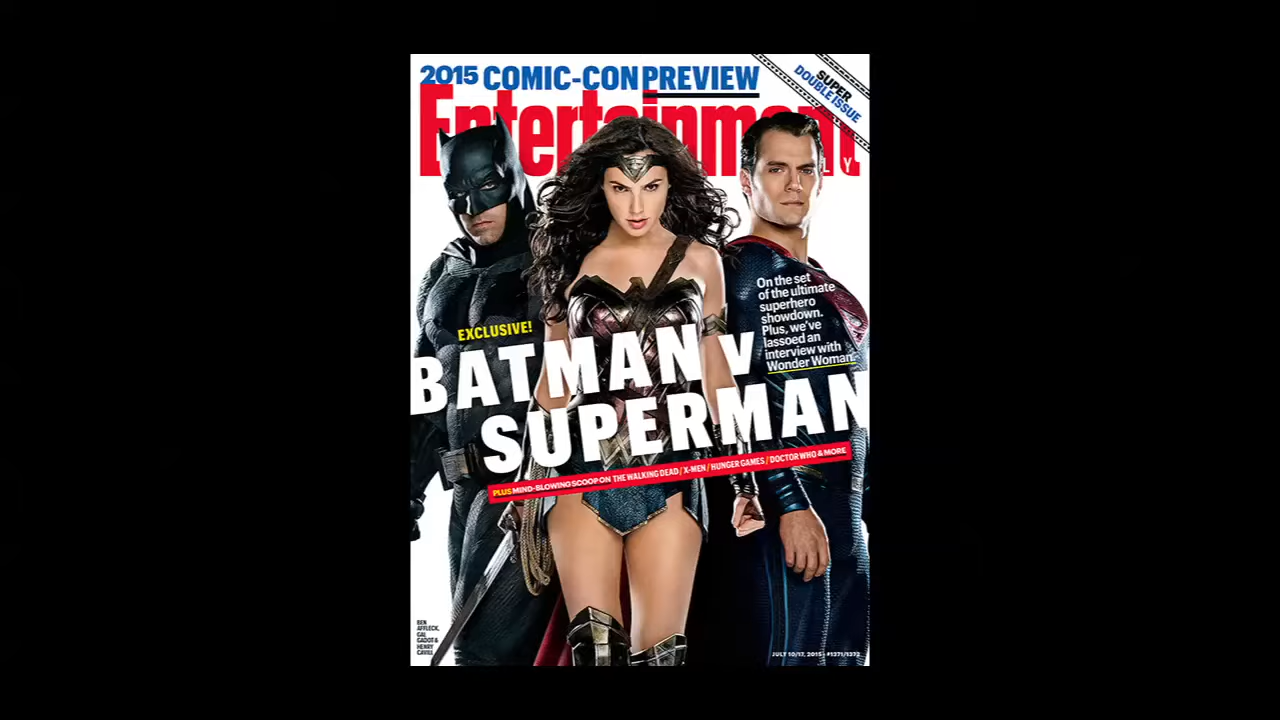 2015 COMIC-CON PREVIEW
SUPER
DOUBLE ISSUE
Entertainment
LY
On the set
of the ultimate
superhero
showdown.
Plus, we've
lassoed an
interview with
Wonder Woman.
EXCLUSIVE!
BATMAN v
SUPERMAN
PLUS MIND-BLOWING SCOOP ON THE WALKING DEAD / X-MEN / HUNGER GAMES / DOCTOR WHO & MORE
BEN
AFFLECK,
GAL
GADOT &
HENRY
CAVILL
JULY 10/17, 2015 • #1371/1372